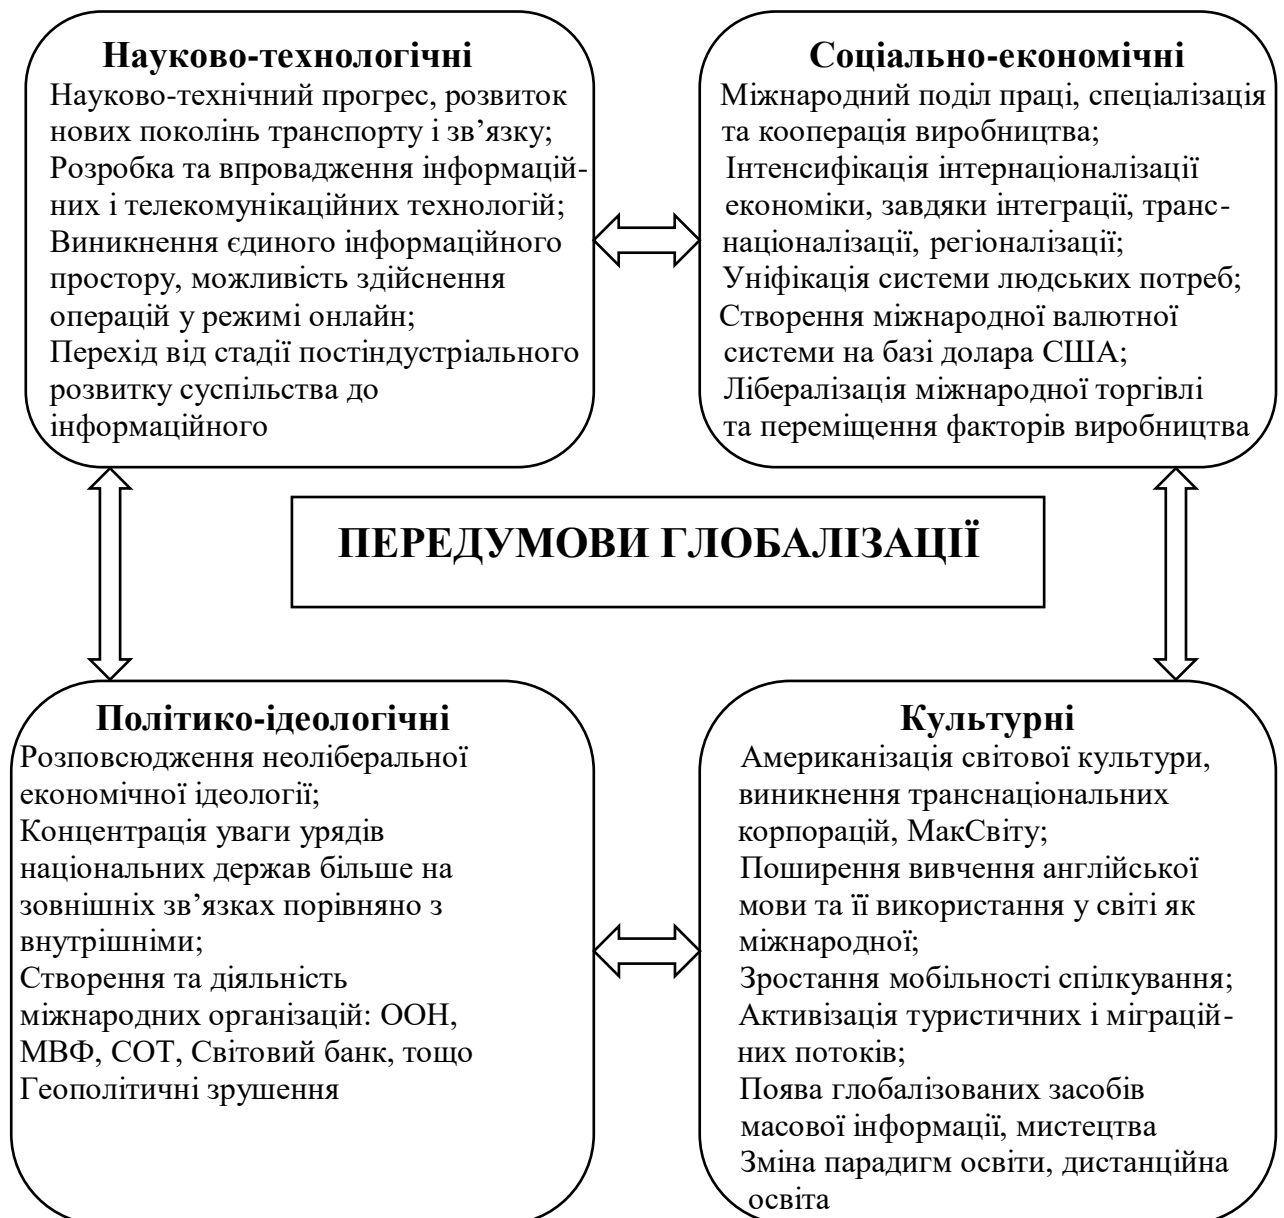 Науково-технологічні
Науково-технічний прогрес, розвиток
нових поколінь транспорту і зв’язку;
Розробка та впровадження інформацій-
них і телекомунікаційних технологій;
Виникнення єдиного інформаційного
простору, можливість здійснення
операцій у режимі онлайн;
Перехід від стадії постіндустріального
розвитку суспільства до
інформаційного
Соціально-економічні
Міжнародний поділ праці, спеціалізація
та кооперація виробництва;
Інтенсифікація інтернаціоналізації
економіки, завдяки інтеграції, транс-
націоналізації, регіоналізації;
Уніфікація системи людських потреб;
Створення міжнародної валютної
системи на базі долара США;
Лібералізація міжнародної торгівлі
та переміщення факторів виробництва
ПЕРЕДУМОВИ ГЛОБАЛІЗАЦІЇ
Політико-ідеологічні
Розповсюдження неоліберальної
економічної ідеології;
Концентрація уваги урядів
національних держав більше на
зовнішніх зв’язках порівняно з
внутрішніми;
Створення та діяльність
міжнародних організацій: ООН,
МВФ, СОТ, Світовий банк, тощо
Геополітичні зрушення
Культурні
Американізація світової культури,
виникнення транснаціональних
корпорацій, МакСвіту;
Поширення вивчення англійської
мови та її використання у світі як
міжнародної;
Зростання мобільності спілкування;
Активізація туристичних і міграцій-
них потоків;
Поява глобалізованих засобів
масової інформації, мистецтва
Зміна парадигм освіти, дистанційна
освіта